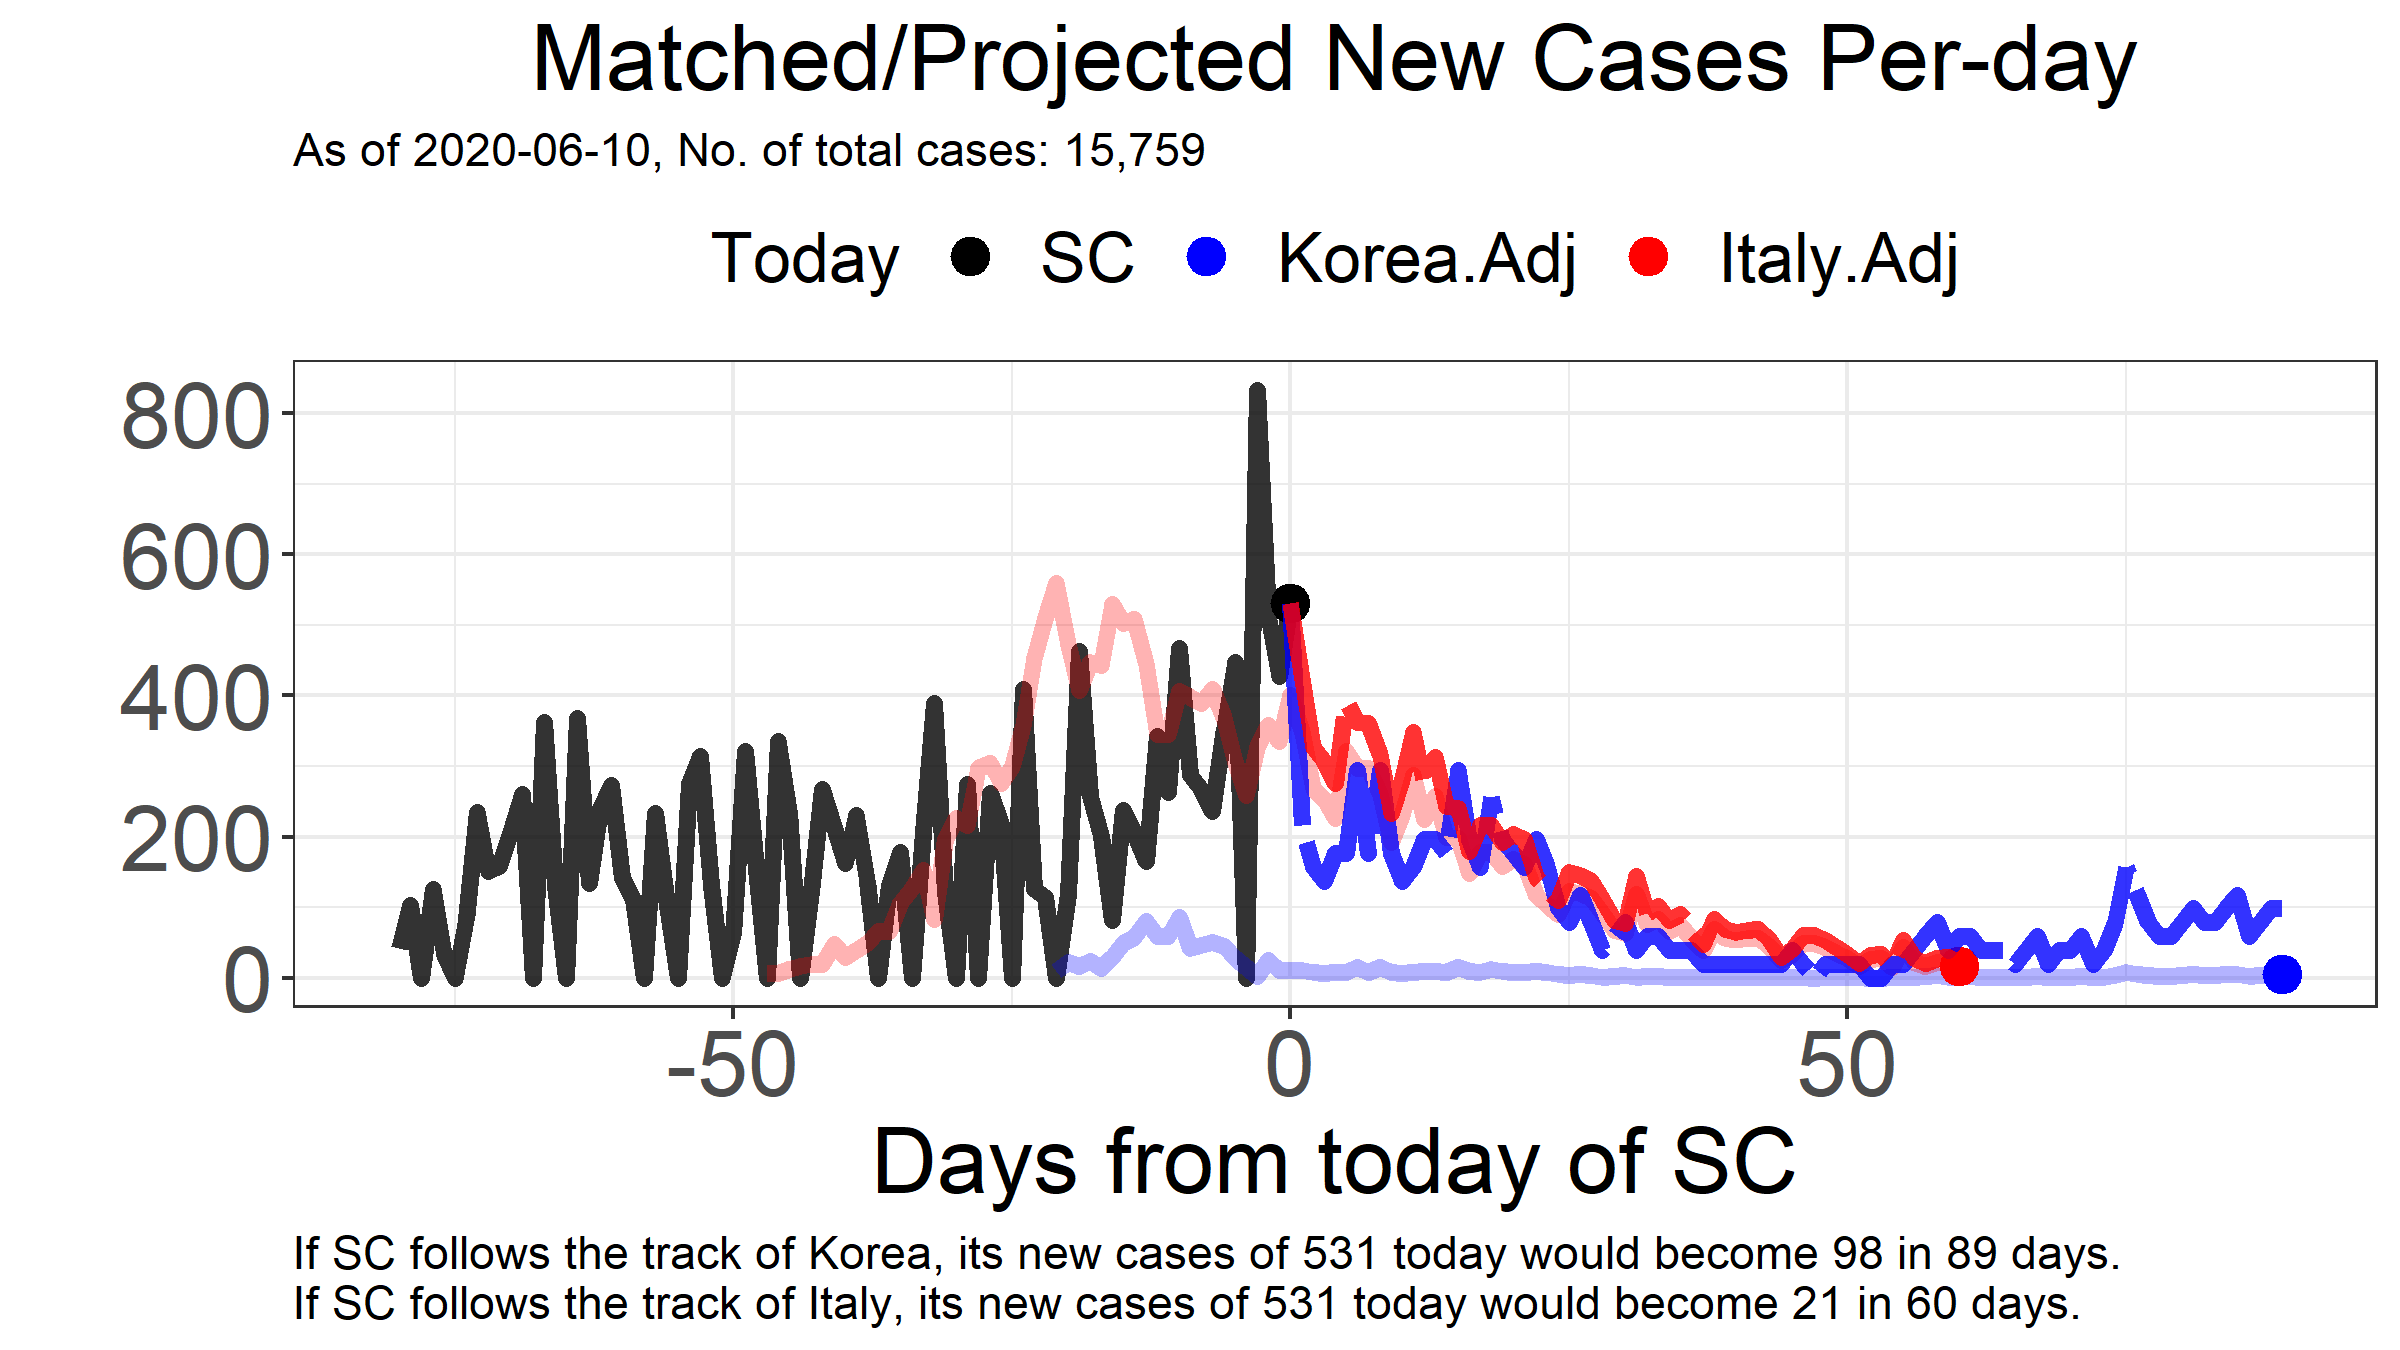 Matched/Projected New Cases Per-day
As of 2020-06-10, No. of total cases: 15,759
Today SC Korea.Adj Italy.Adj
800
600
400
200
0
-50 0 50
Days from today of SC
If SC follows the track of Korea, its new cases of 531 today would become 98 in 89 days.
If SC follows the track of Italy, its new cases of 531 today would become 21 in 60 days.